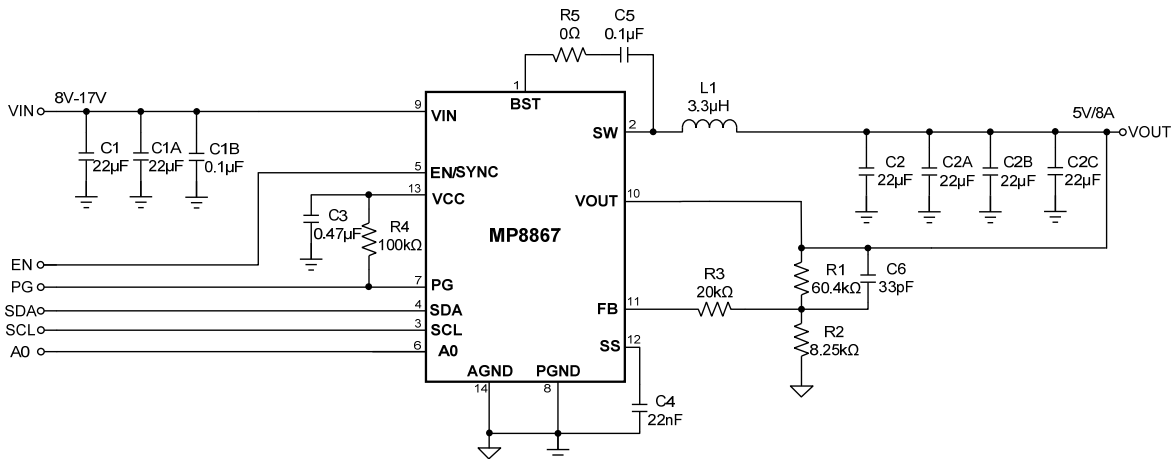 R5
0Ω
C5
0.1µF
1
BST
8V-17V
VIN
9
VIN
L1
3.3µH
SW
2
5V/8A
VOUT
C1
22µF
C1A
22µF
C1B
0.1µF
C2
22µF
C2A
22µF
C2B
22µF
C2C
22µF
5
EN/SYNC
13
VCC
VOUT
10
C3
0.47µF
R4
100kΩ
MP8867
EN
PG
7
PG
R3
20kΩ
R1
60.4kΩ
C6
33pF
SDA
4
SDA
FB
11
SCL
3
SCL
R2
8.25kΩ
A0
6
A0
SS
12
AGND
PGND
14
8
C4
22nF